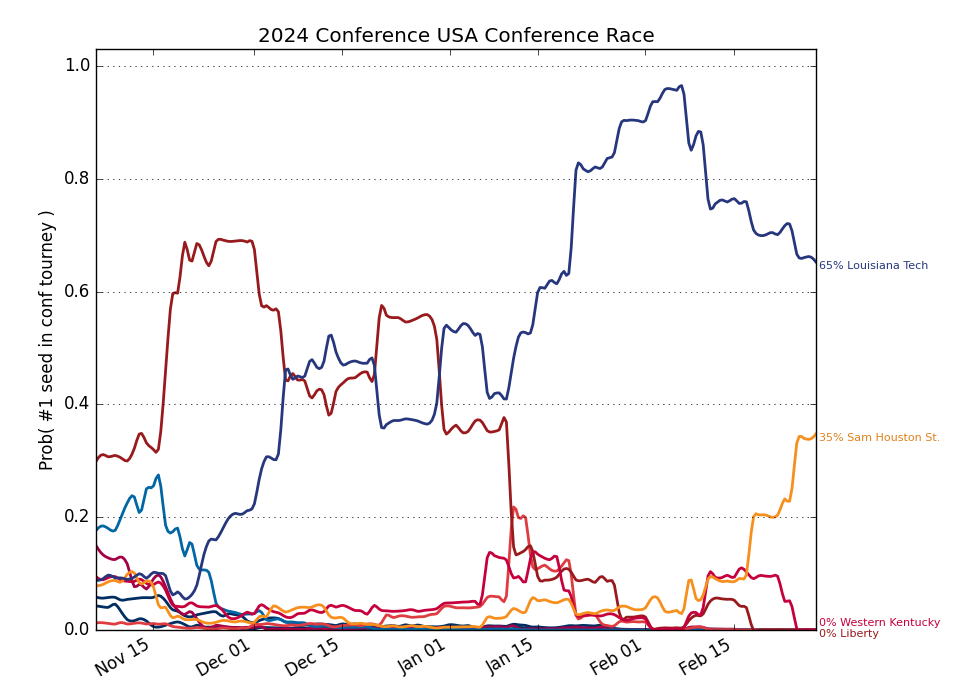 2024 Conference USA Conference Race
Prob( #1 seed in conf tourney )
1.0
0.8
0.6
0.4
0.2
0.0
65% Louisiana Tech
35% Sam Houston St.
0% Western Kentucky
0% Liberty
Nov 15
Dec 01
Dec 15
Jan 01
Jan 15
Feb 01
Feb 15